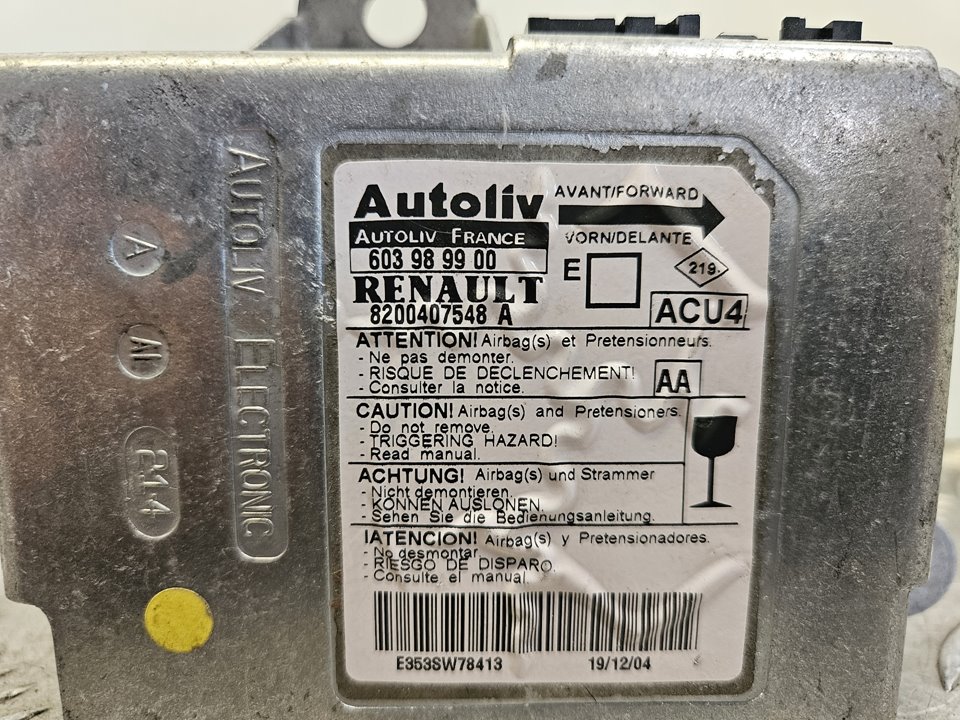 AUTOLIV ELECTRONIC
A
AI
Autoliv
AVANT/FORWARD
AUTOLIV FRANCE
VORN/DELANTE
603 98 99 00
E
219.
RENAULT
8200407548 A
ACU4
ATTENTION! Airbag(s) et Pretensionneurs.
- Ne pas demonter.
- RISQUE DE DECLENCHEMENT!
- Consulter la notice.
AA
CAUTION! Airbag(s) and Pretensioners.
- Do not remove.
- TRIGGERING HAZARD!
- Read manual.
ACHTUNG! Airbag(s) und Strammer
- Nicht demontieren.
- KONNEN AUSLONEN.
- Sehen Sie die Bedienungsanleitung.
!ATENCION! Airbag(s) y Pretensionadores.
- No desmontar
- RIESGO DE DISPARO.
- Consulte el manual
E353SW78413
19/12/04